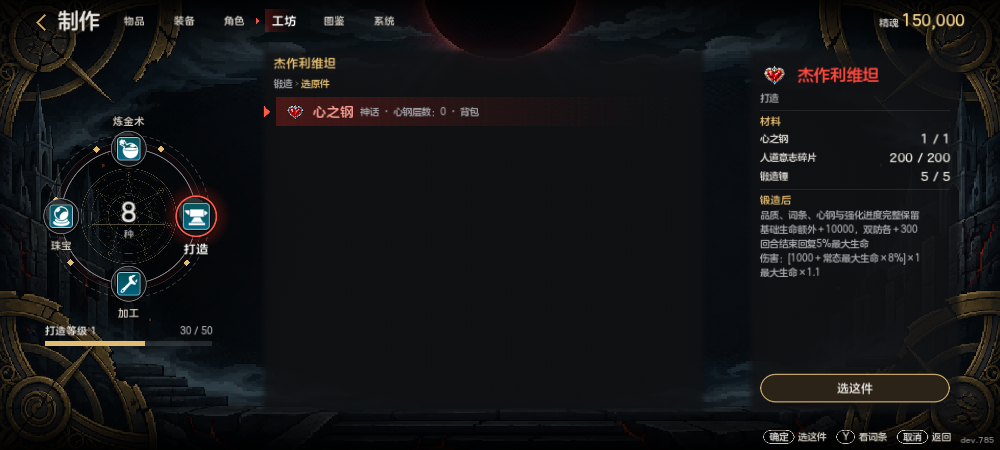 制作 物品 装备 角色 工坊 图鉴 系统 精魂 150,000
杰作利维坦
锻造 · 选原件
心之钢 神话 · 心钢层数: 0 · 背包
炼金术
8
种
珠宝
打造
加工
打造等级 1 30 / 50
杰作利维坦
打造
材料
心之钢 1 / 1
人道意志碎片 200 / 200
锻造锤 5 / 5
锻造后
品质、词条、心钢与强化进度完整保留
基础生命额外+10000，双防各+300
回合结束回复5%最大生命
伤害: [1000+常态最大生命×8%]×1
最大生命×1.1
选这件
确定 选这件 Y 看词条 取消 返回 dev.785